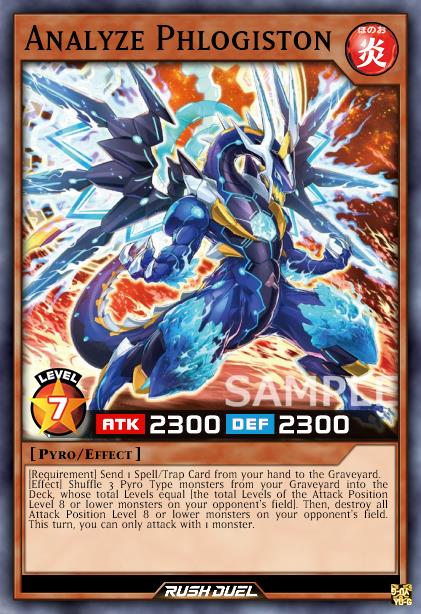 ANALYZE PHLOGISTON
ほのお
炎
SAMPLE
LEVEL
7
ATK 2300 DEF 2300
[PYRO/EFFECT]
[Requirement] Send 1 Spell/Trap Card from your hand to the Graveyard.
[Effect] Shuffle 3 Pyro Type monsters from your Graveyard into the
Deck, whose total Levels equal [the total Levels of the Attack Position
Level 8 or lower monsters on your opponent's field]. Then, destroy all
Attack Position Level 8 or lower monsters on your opponent's field.
This turn, you can only attack with 1 monster.
RUSH DUEL